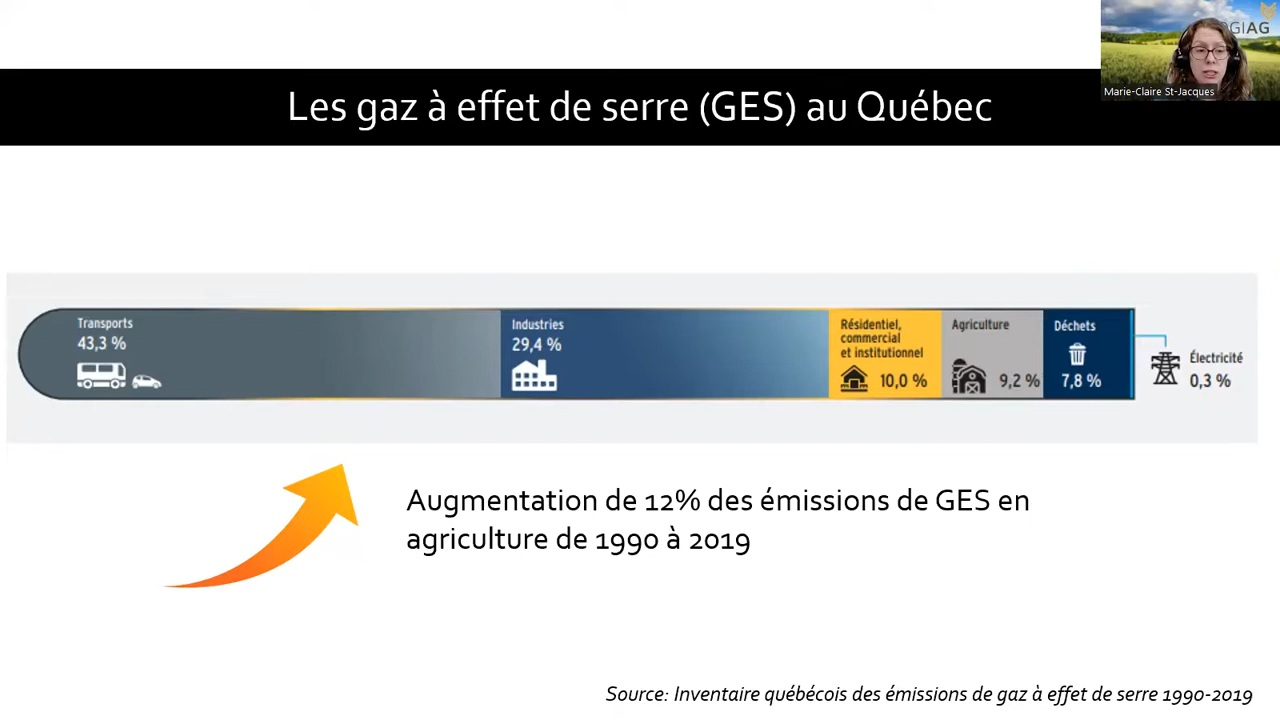 GIAG
Marie-Claire St-Jacques
Les gaz à effet de serre (GES) au Québec
Transports
43,3 %
Industries
29,4 %
Résidentiel,
commercial
et institutionnel
10,0 %
Agriculture
9,2 %
Déchets
7,8 %
Électricité
0,3 %
Augmentation de 12% des émissions de GES en
agriculture de 1990 à 2019
Source: Inventaire québécois des émissions de gaz à effet de serre 1990-2019